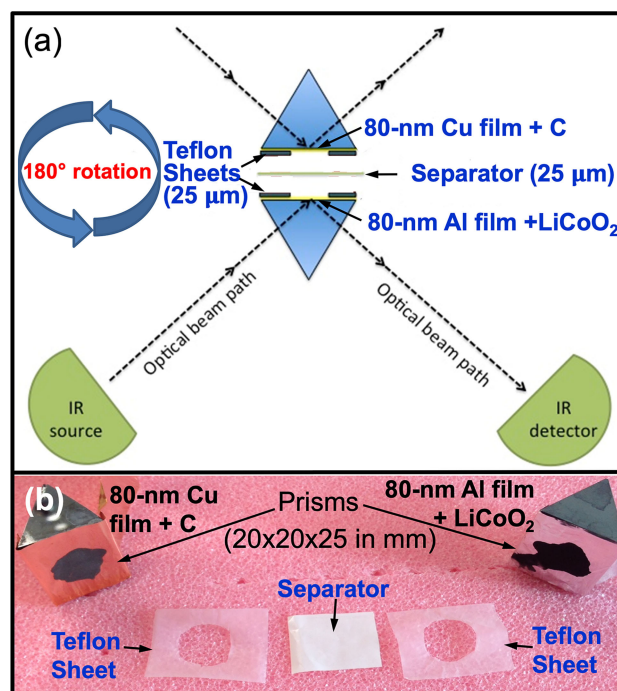 (a)
80-nm Cu film + C
Teflon
Sheets
(25 μm)
180° rotation
Separator (25 μm)
80-nm Al film +LiCoO₂
Optical beam path
Optical beam path
IR
source
IR
detector
(b)
80-nm Cu
film + C
Prisms
(20x20x25 in mm)
80-nm Al film
+ LiCoO₂
Separator
Teflon
Sheet
Teflon
Sheet